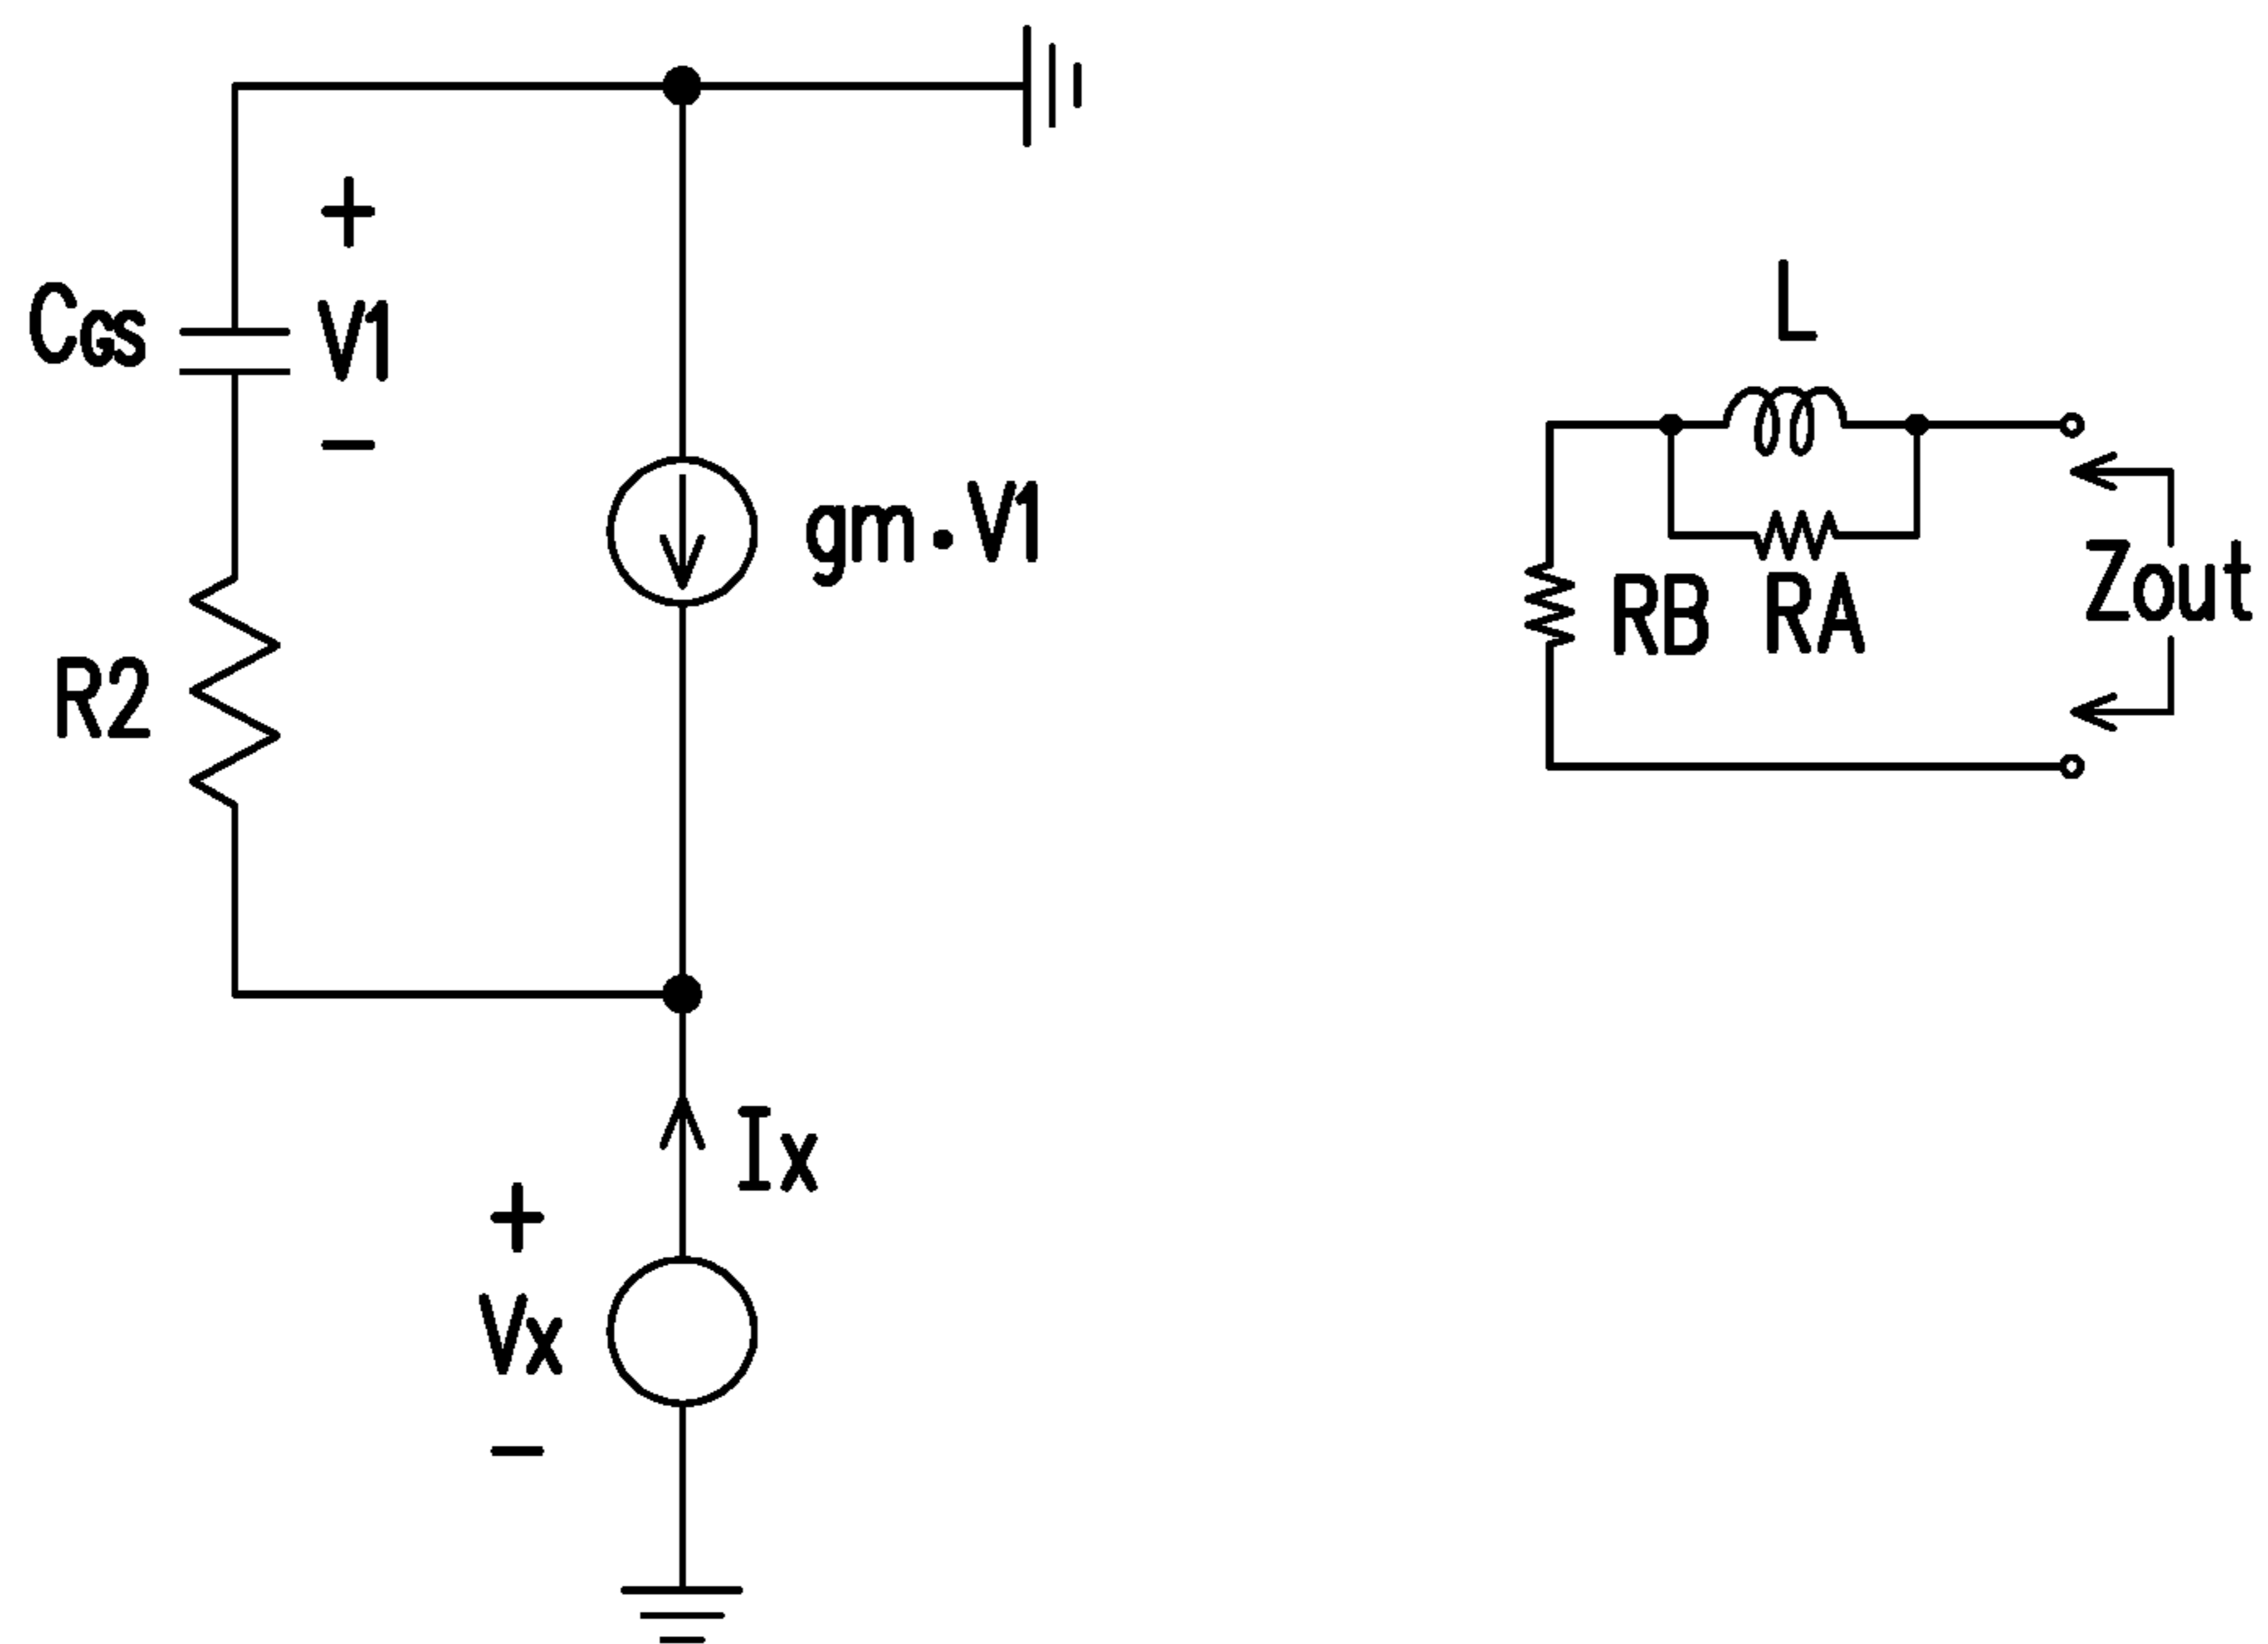 +
CGS
V1
−
gm·V1
R2
Ix
+
Vx
−
L
RB
RA
Zout